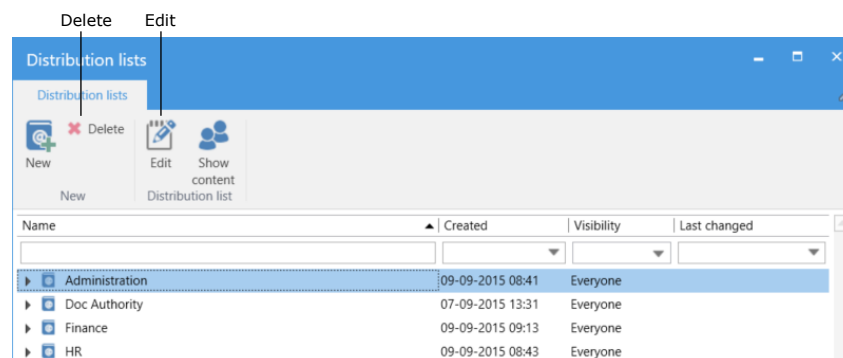 Delete Edit
Distribution lists
Distribution lists
Delete
New Edit Show
content
New Distribution list
Name Created Visibility Last changed
Administration 09-09-2015 08:41 Everyone
Doc Authority 07-09-2015 13:31 Everyone
Finance 09-09-2015 09:13 Everyone
HR 09-09-2015 08:43 Everyone